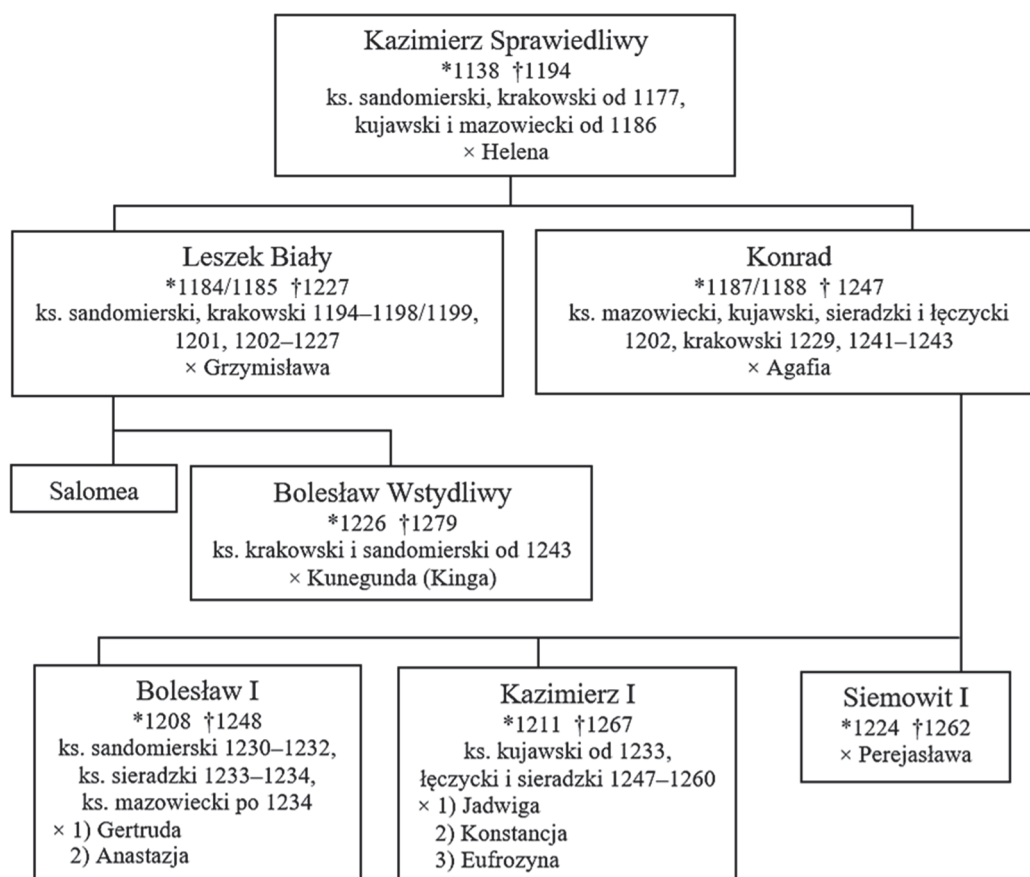 Kazimierz Sprawiedliwy
*1138 †1194
ks. sandomierski, krakowski od 1177,
kujawski i mazowiecki od 1186
× Helena
Leszek Biały
*1184/1185 †1227
ks. sandomierski, krakowski 1194–1198/1199,
1201, 1202–1227
× Grzymisława
Konrad
*1187/1188 † 1247
ks. mazowiecki, kujawski, sieradzki i łęczycki
1202, krakowski 1229, 1241–1243
× Agafia
Salomea
Bolesław Wstydliwy
*1226 †1279
ks. krakowski i sandomierski od 1243
× Kunegunda (Kinga)
Bolesław I
*1208 †1248
ks. sandomierski 1230–1232,
ks. sieradzki 1233–1234,
ks. mazowiecki po 1234
× 1) Gertruda
2) Anastazja
Kazimierz I
*1211 †1267
ks. kujawski od 1233,
łęczycki i sieradzki 1247–1260
× 1) Jadwiga
2) Konstancja
3) Eufrozyna
Siemowit I
*1224 †1262
× Perejasława